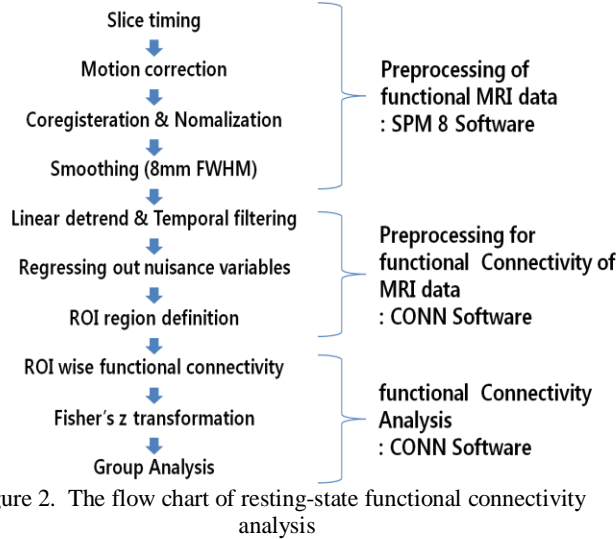 Slice timing
Motion correction
Coregisteration & Nomalization
Smoothing (8mm FWHM)
Preprocessing of
functional MRI data
: SPM 8 Software
Linear detrend & Temporal filtering
Regressing out nuisance variables
ROI region definition
Preprocessing for
functional Connectivity of
MRI data
: CONN Software
ROI wise functional connectivity
Fisher's z transformation
Group Analysis
functional Connectivity
Analysis
: CONN Software
gure 2. The flow chart of resting-state functional connectivity
analysis